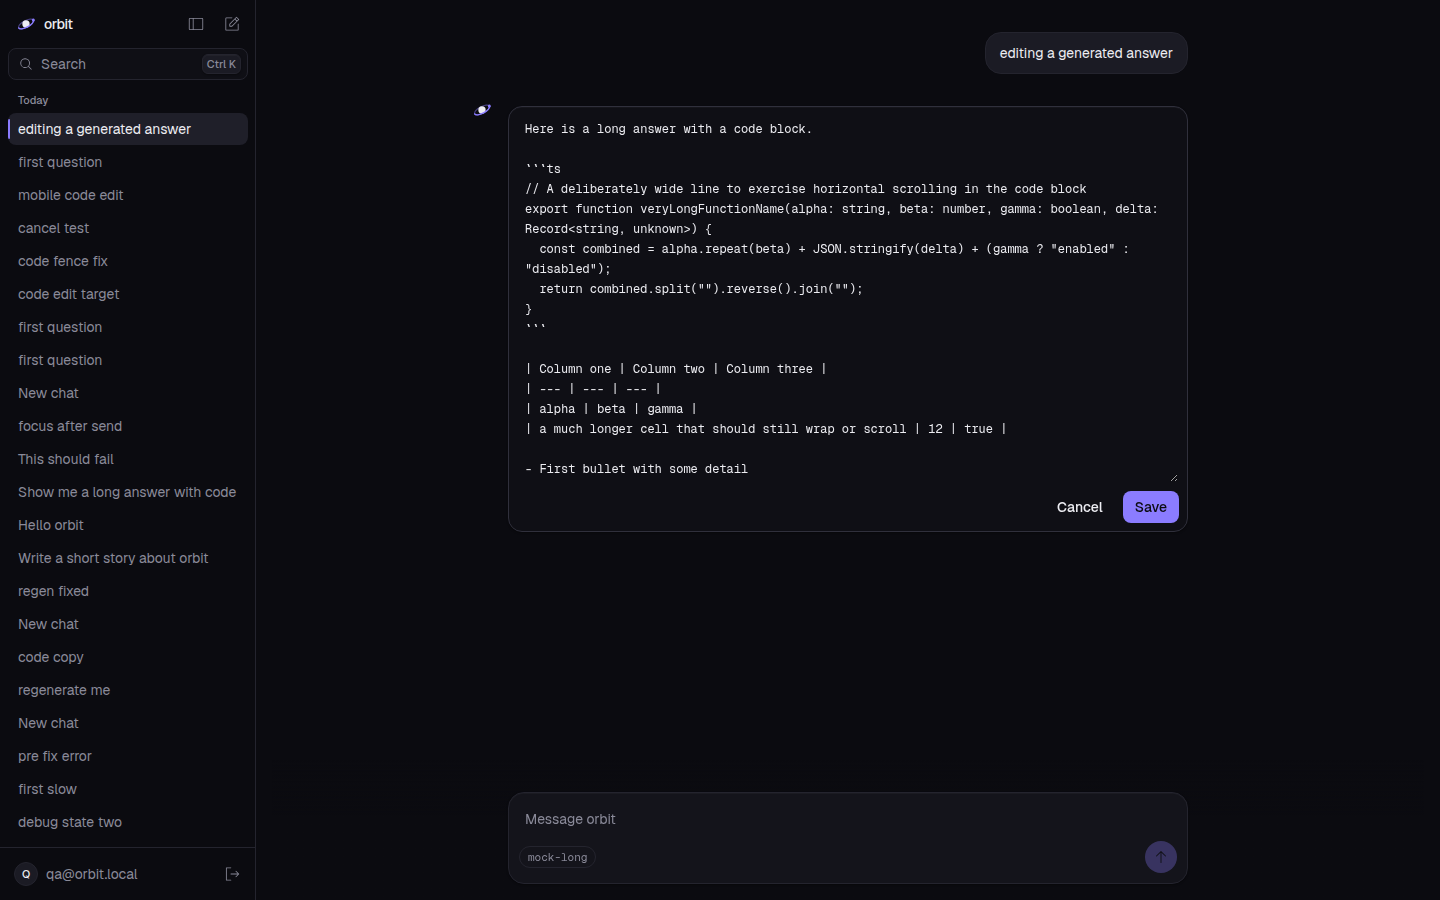 orbit
Search
Ctrl K
Today
editing a generated answer
first question
mobile code edit
cancel test
code fence fix
code edit target
first question
first question
New chat
focus after send
This should fail
Show me a long answer with code
Hello orbit
Write a short story about orbit
regen fixed
New chat
code copy
regenerate me
New chat
pre fix error
first slow
debug state two
Q
qa@orbit.local
editing a generated answer
Here is a long answer with a code block.
```ts
// A deliberately wide line to exercise horizontal scrolling in the code block
export function veryLongFunctionName(alpha: string, beta: number, gamma: boolean, delta:
Record<string, unknown>) {
  const combined = alpha.repeat(beta) + JSON.stringify(delta) + (gamma ? "enabled" :
"disabled");
  return combined.split("").reverse().join("");
}
```
| Column one | Column two | Column three |
| --- | --- | --- |
| alpha | beta | gamma |
| a much longer cell that should still wrap or scroll | 12 | true |
- First bullet with some detail
Cancel
Save
Message orbit
mock-long